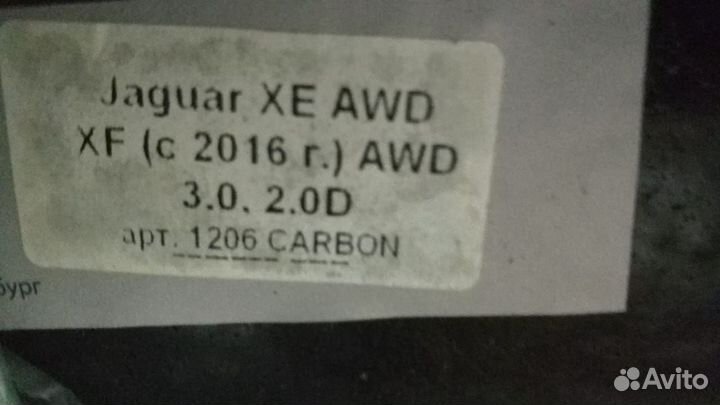 Jaguar XE AWD
XF (с 2016 г.) AWD
3.0. 2.0D
арт. 1206 CARBON
бург
Avito